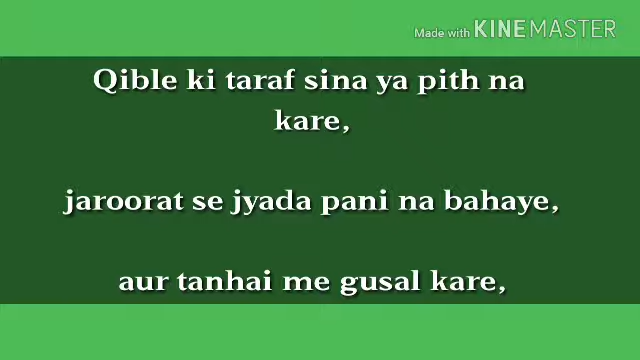 Made with KINEMASTER
Qible ki taraf sina ya pith na
kare,
jaroorat se jyada pani na bahaye,
aur tanhai me gusal kare,